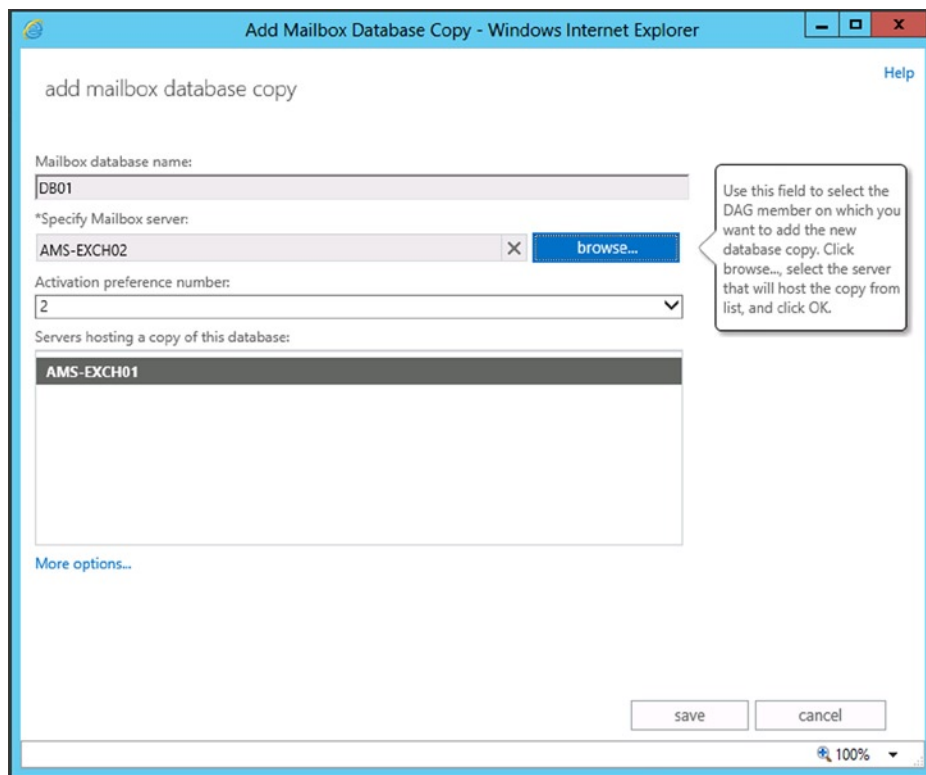 Add Mailbox Database Copy - Windows Internet Explorer
Help
add mailbox database copy
Mailbox database name:
DB01
*Specify Mailbox server:
AMS-EXCH02
browse...
Activation preference number:
2
Servers hosting a copy of this database:
AMS-EXCH01
Use this field to select the
DAG member on which you
want to add the new
database copy. Click
browse..., select the server
that will host the copy from
list, and click OK.
More options...
save
cancel
100%